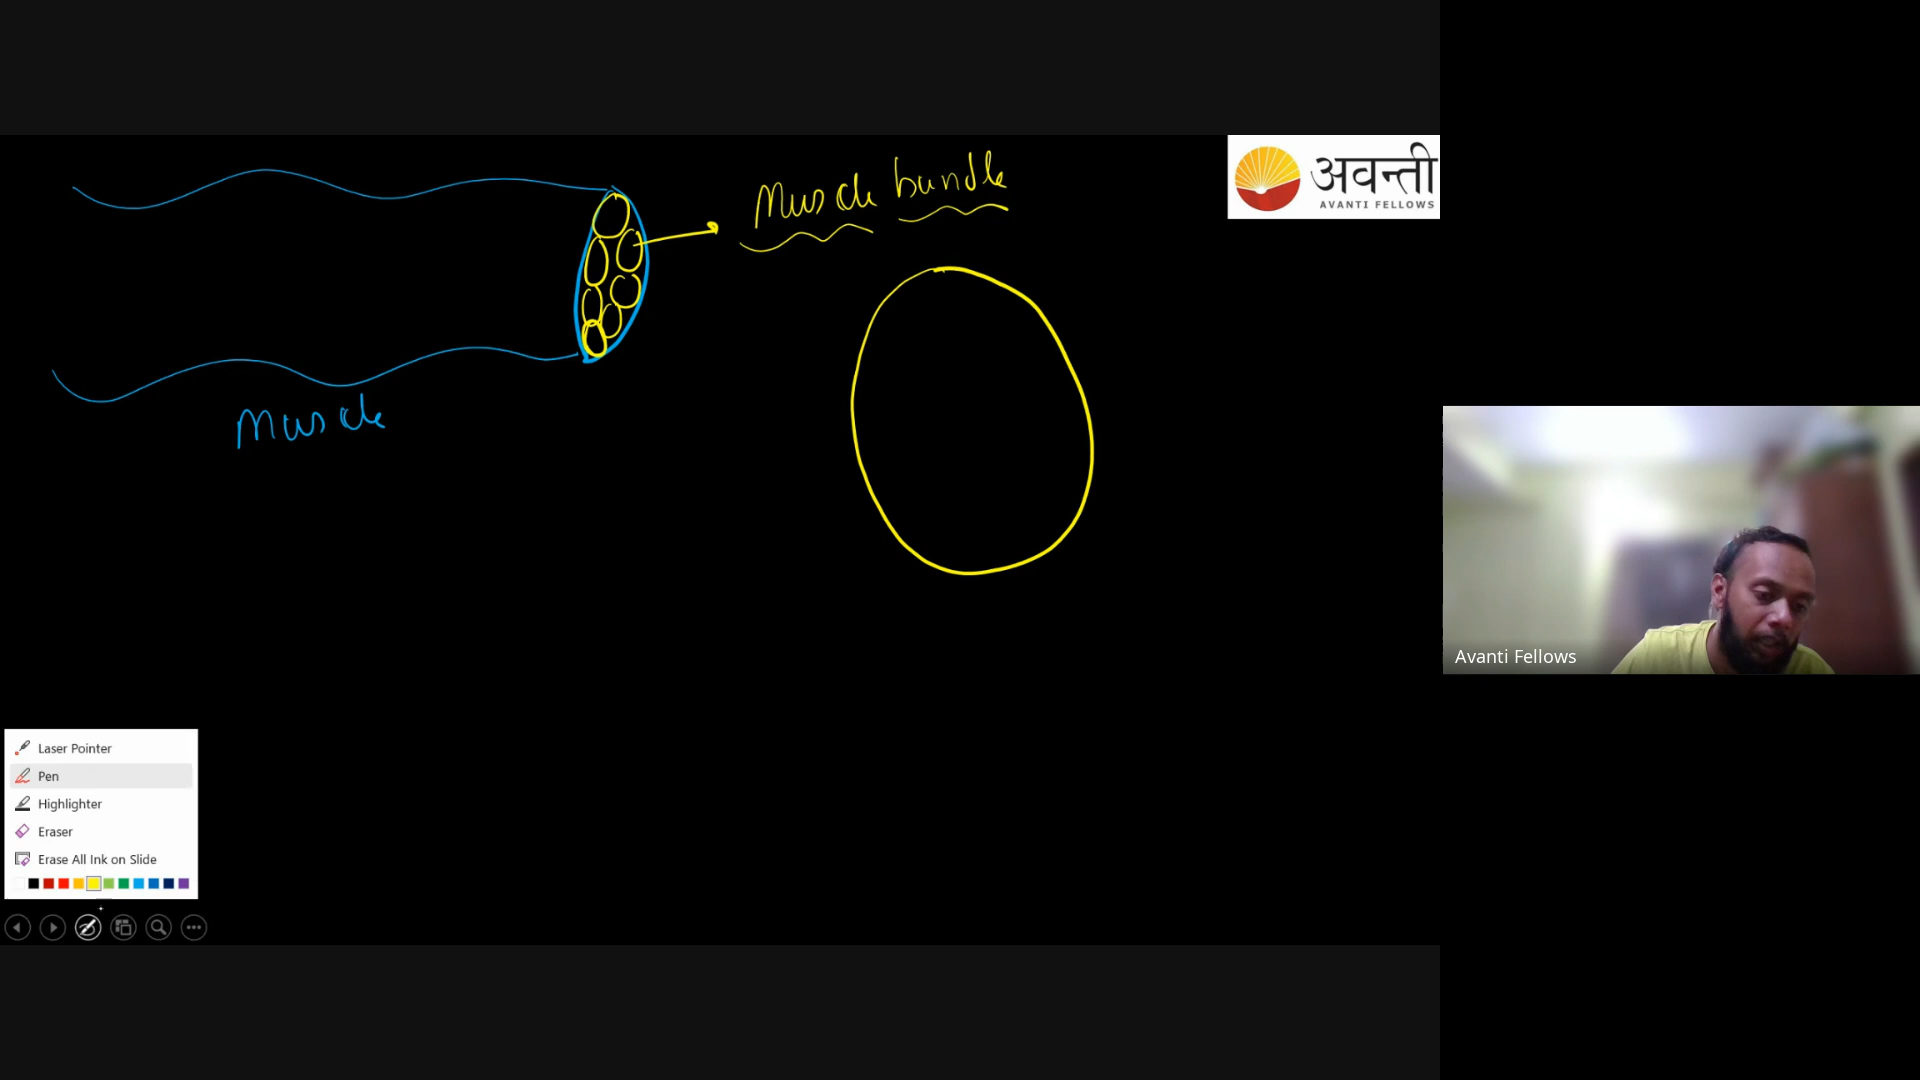 Muscle bundle
अवन्ती
AVANTI FELLOWS
Muscle
Avanti Fellows
Laser Pointer
Pen
Highlighter
Eraser
Erase All Ink on Slide